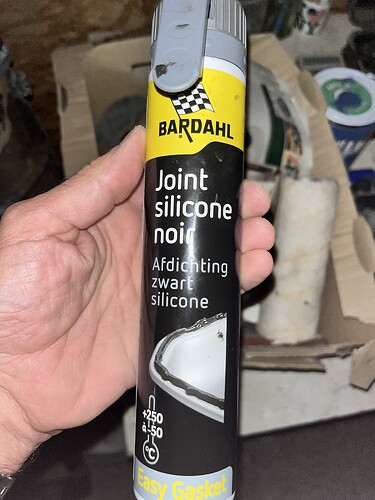 BARDAHL
Joint
silicone
noir
Afdichting
zwart
silicone
+250
à -50
°C
Easy Gasket